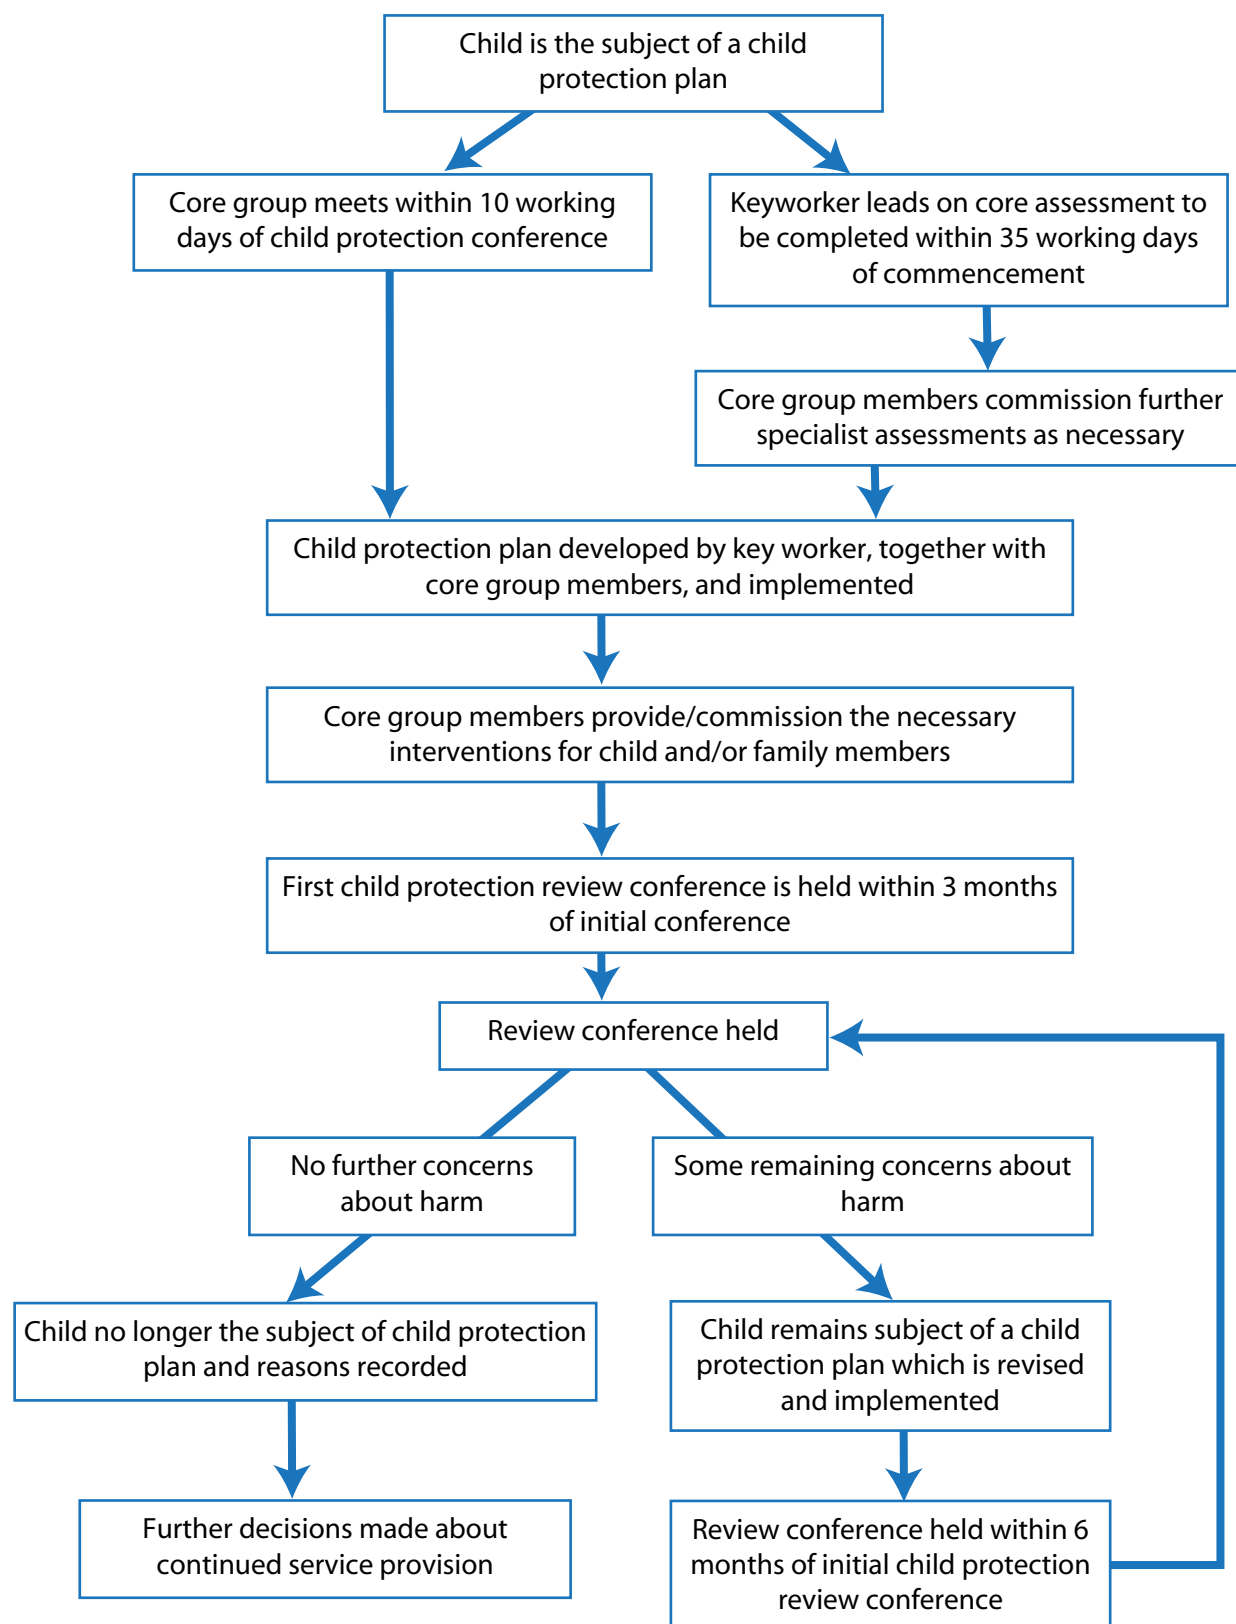 Child is the subject of a child
protection plan
Core group meets within 10 working
days of child protection conference
Keyworker leads on core assessment to
be completed within 35 working days
of commencement
Core group members commission further
specialist assessments as necessary
Child protection plan developed by key worker, together with
core group members, and implemented
Core group members provide/commission the necessary
interventions for child and/or family members
First child protection review conference is held within 3 months
of initial conference
Review conference held
No further concerns
about harm
Some remaining concerns about
harm
Child no longer the subject of child protection
plan and reasons recorded
Child remains subject of a child
protection plan which is revised
and implemented
Further decisions made about
continued service provision
Review conference held within 6
months of initial child protection
review conference